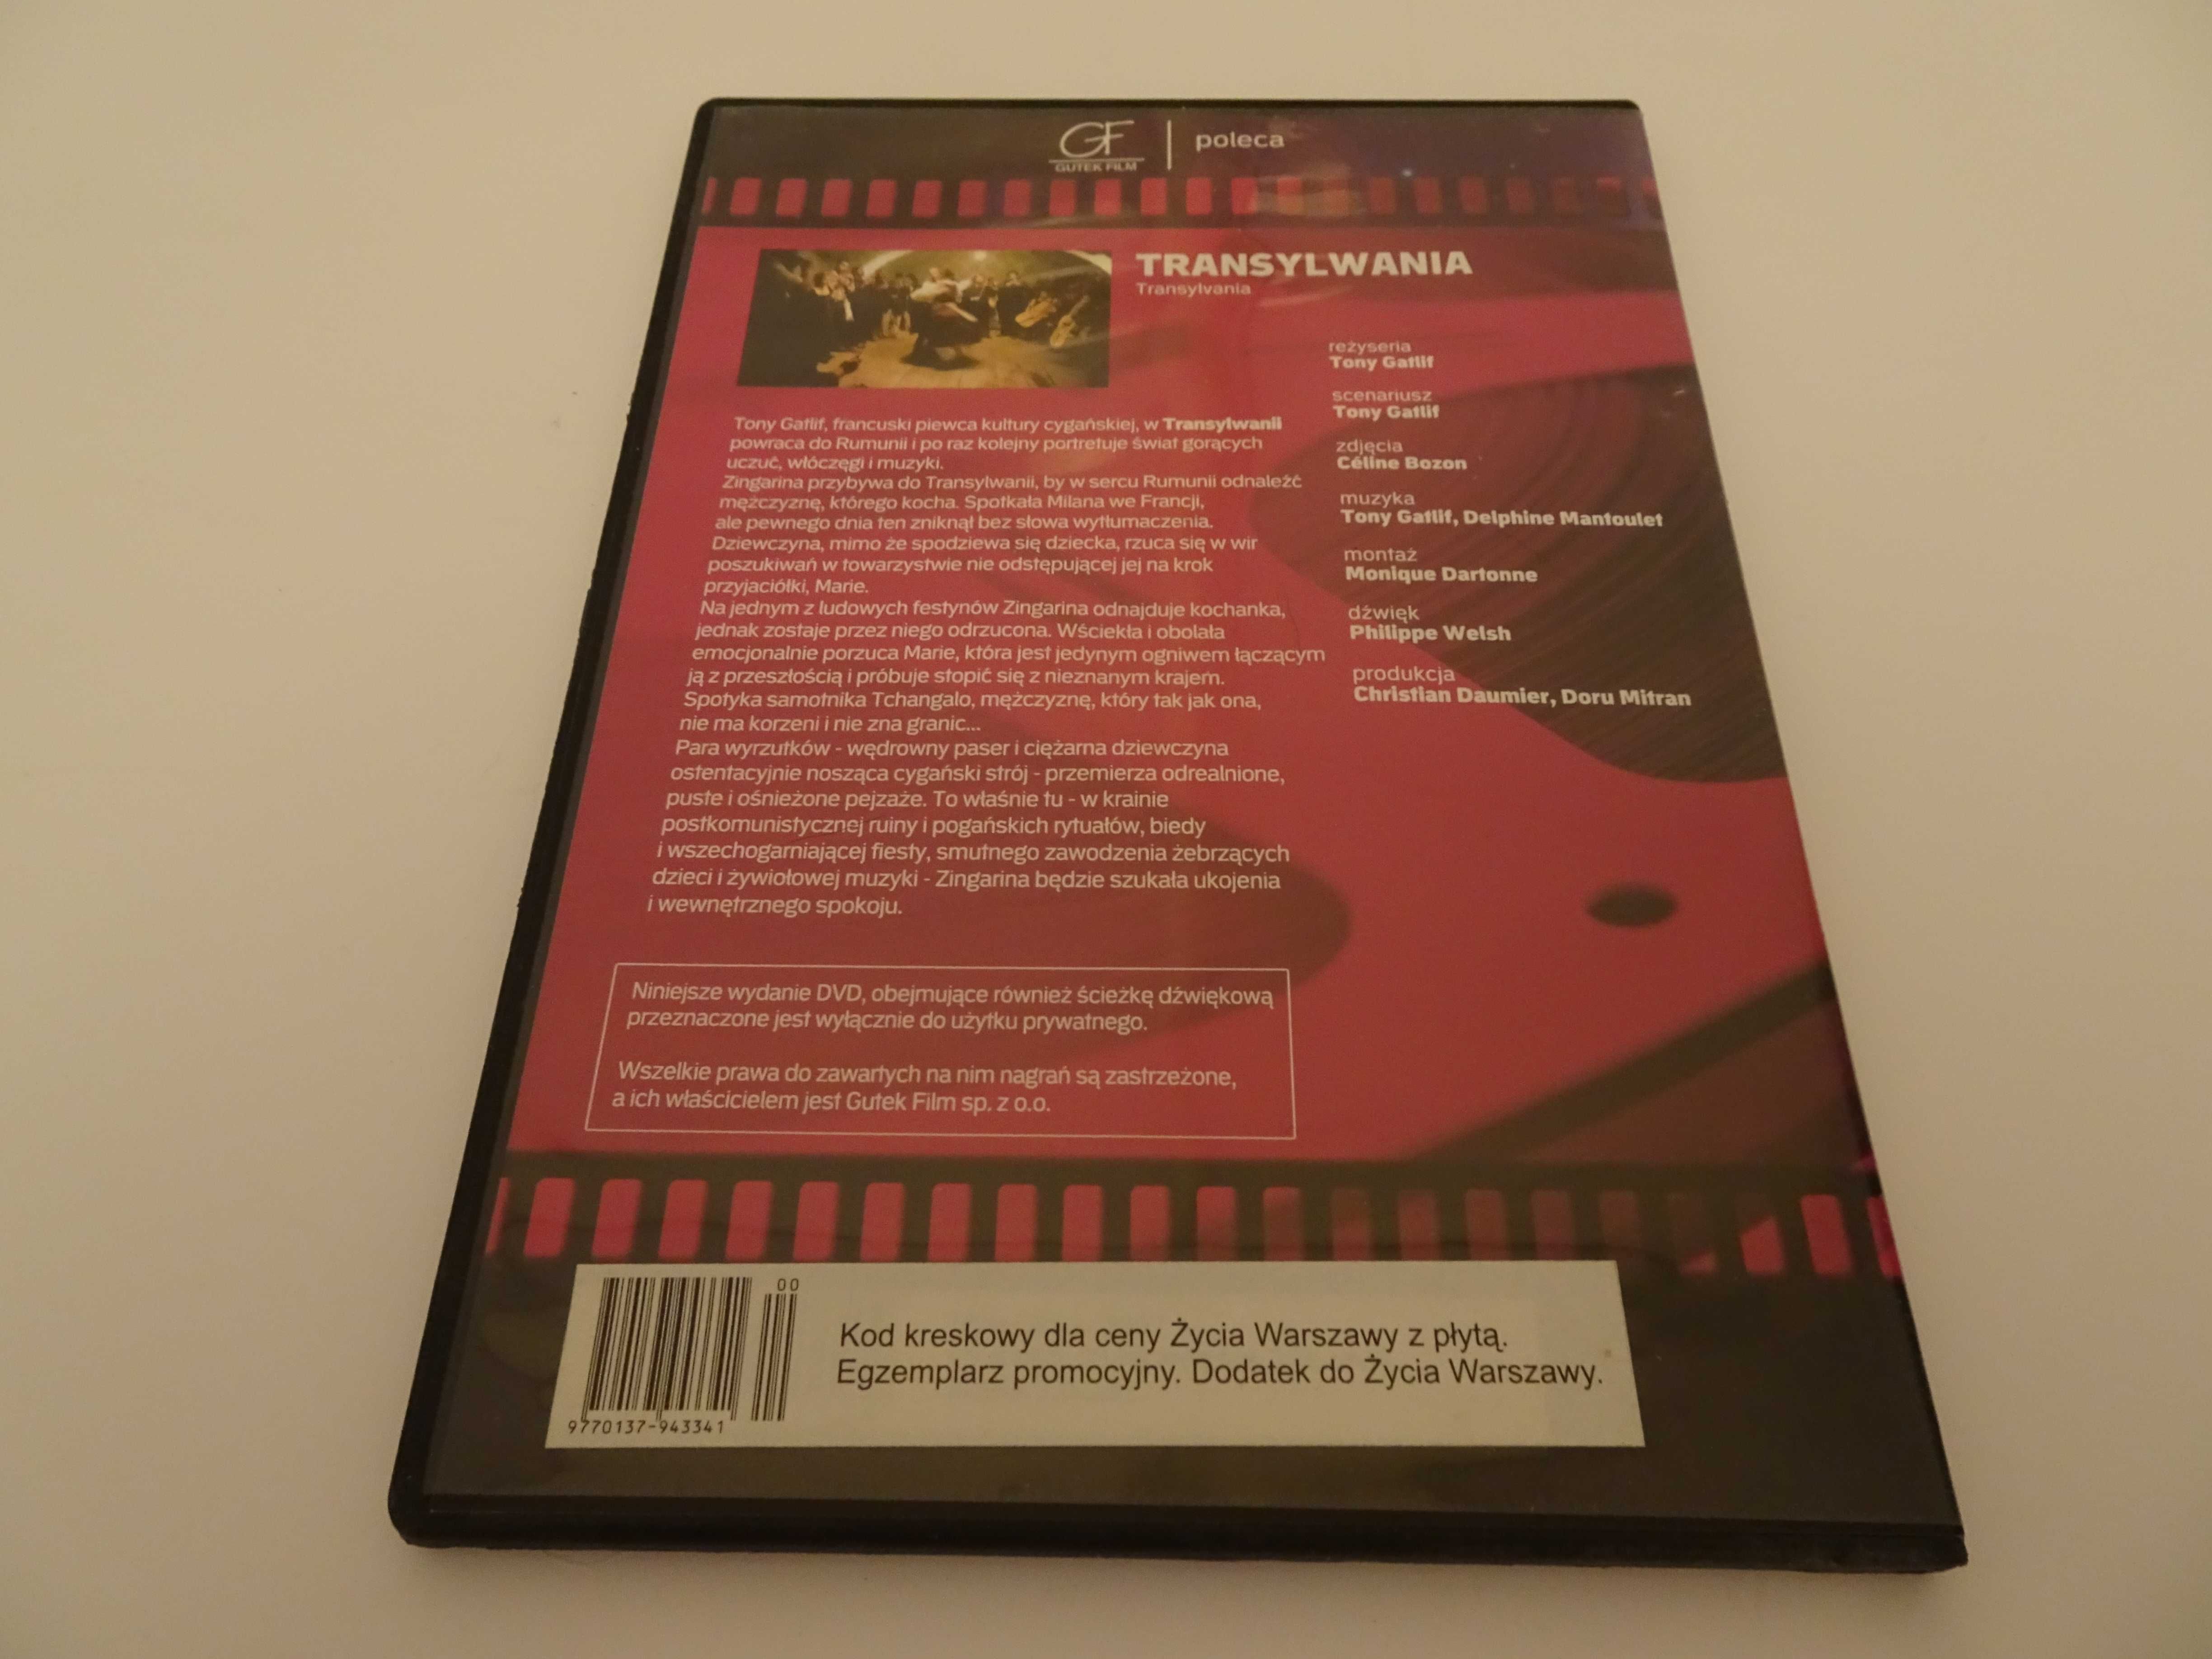 GF
GUTEK FILM
poleca
TRANSYLWANIA
Transylvania
Tony Gatlif, francuski piewca kultury cygańskiej, w Transylwanii
powraca do Rumunii i po raz kolejny portretuje świat gorących
uczuć, włóczęgi i muzyki.
Zingarina przybywa do Transylwanii, by w sercu Rumunii odnaleźć
mężczyznę, którego kocha. Spotkała Milana we Francji,
ale pewnego dnia ten zniknął bez słowa wytłumaczenia.
Dziewczyna, mimo że spodziewa się dziecka, rzuca się w wir
poszukiwań w towarzystwie nie odstępującej jej na krok
przyjaciółki, Marie.
Na jednym z ludowych festynów Zingarina odnajduje kochanka,
jednak zostaje przez niego odrzucona. Wściekła i obolała
emocjonalnie porzuca Marie, która jest jedynym ogniwem łączącym
ją z przeszłością i próbuje stopić się z nieznanym krajem.
Spotyka samotnika Tchangalo, mężczyznę, który tak jak ona,
nie ma korzeni i nie zna granic...
Para wyrzutków - wędrowny paser i ciężarna dziewczyna
ostentacyjnie nosząca cygański strój - przemierza odrealnione,
puste i ośnieżone pejzaże. To właśnie tu - w krainie
postkomunistycznej ruiny i pogańskich rytuałów, biedy
i wszechogarniającej fiesty, smutnego zawodzenia żebrzących
dzieci i żywiołowej muzyki - Zingarina będzie szukała ukojenia
i wewnętrznego spokoju.
reżyseria
Tony Gatlif
scenariusz
Tony Gatlif
zdjęcia
Céline Bozon
muzyka
Tony Gatlif, Delphine Mantoulet
montaż
Monique Dartonne
dźwięk
Philippe Welsh
produkcja
Christian Daumier, Doru Mitran
Niniejsze wydanie DVD, obejmujące również ścieżkę dźwiękową
przeznaczone jest wyłącznie do użytku prywatnego.
Wszelkie prawa do zawartych na nim nagrań są zastrzeżone,
a ich właścicielem jest Gutek Film sp. z o.o.
00
9770137-943341
Kod kreskowy dla ceny Życia Warszawy z płytą.
Egzemplarz promocyjny. Dodatek do Życia Warszawy.